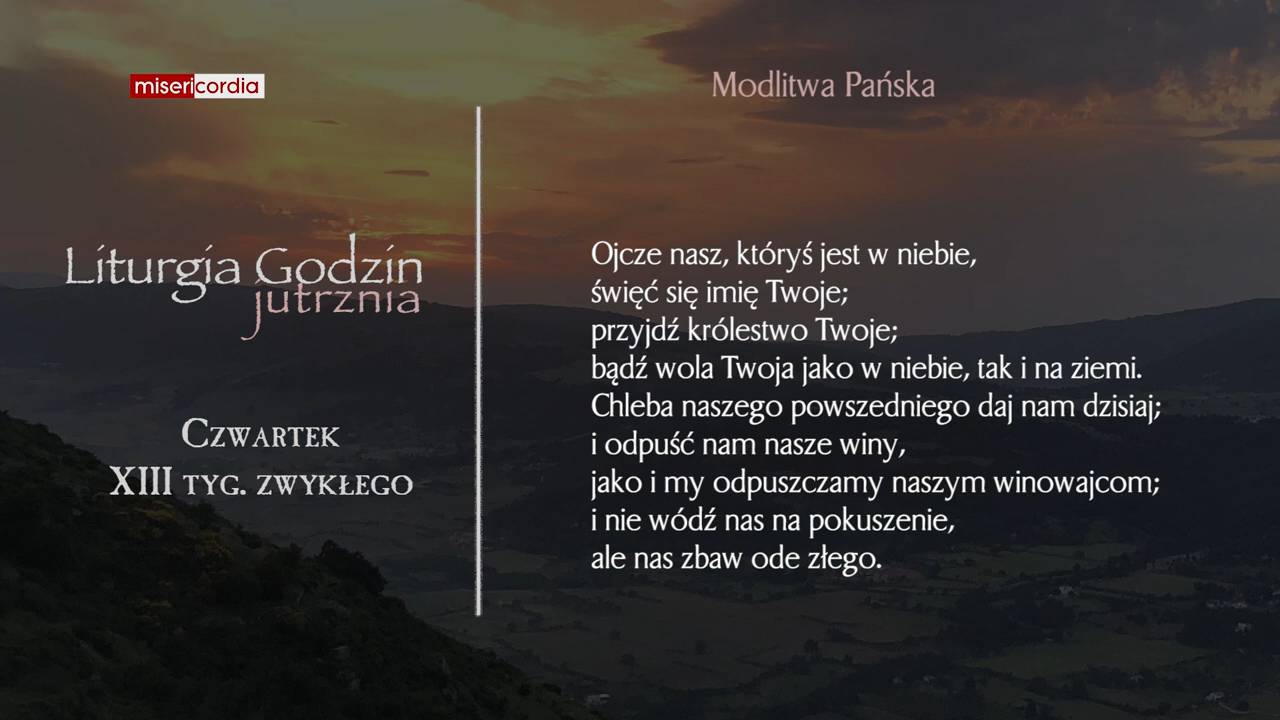 misericordia
Liturgia Godzin
jutrznia
Czwartek
XIII tyg. zwykłego
Modlitwa Pańska
Ojcze nasz, któryś jest w niebie,
święć się imię Twoje;
przyjdź królestwo Twoje;
bądź wola Twoja jako w niebie, tak i na ziemi.
Chleba naszego powszedniego daj nam dzisiaj;
i odpuść nam nasze winy,
jako i my odpuszczamy naszym winowajcom;
i nie wódź nas na pokuszenie,
ale nas zbaw ode złego.